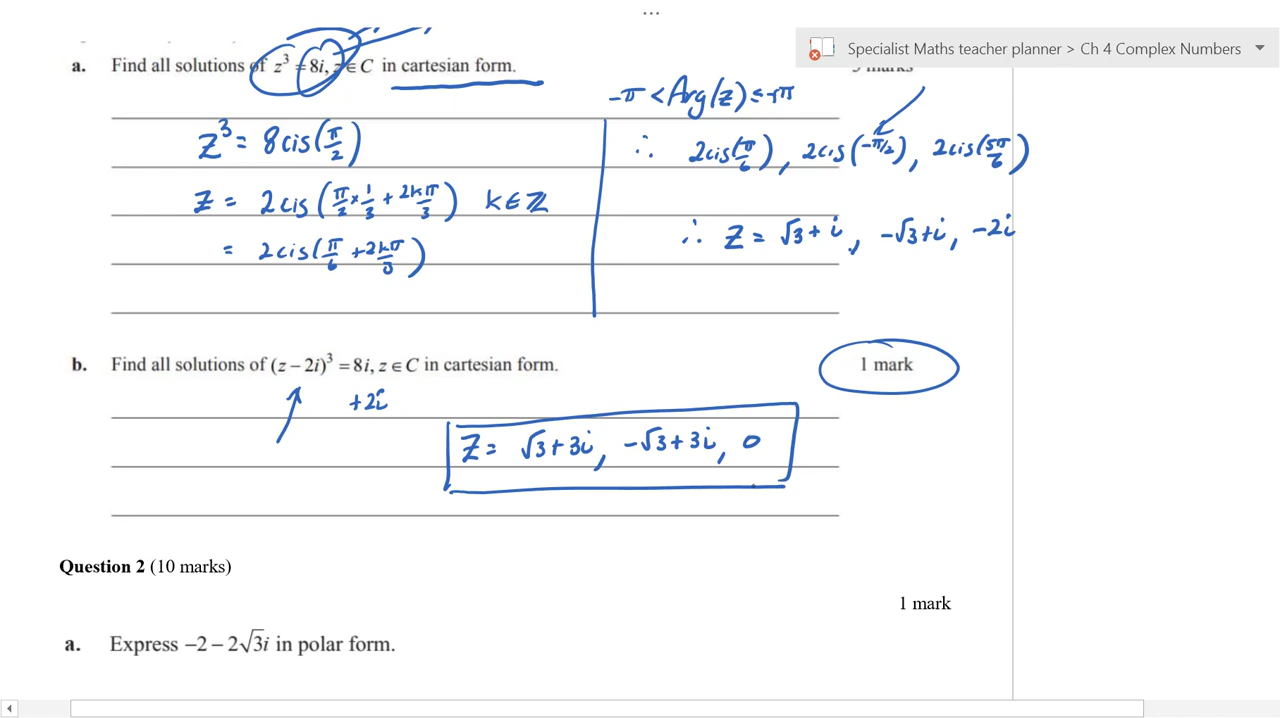 ...
Specialist Maths teacher planner > Ch 4 Complex Numbers
a. Find all solutions of z³ = 8i, z ∈ C in cartesian form.
z³ = 8cis(π/2)
z = 2cis(π/2 × 1/3 + 2kπ/3) k ∈ ℤ
= 2cis(π/6 + 2kπ/3)
-π < Arg(z) ≤ π
∴ 2cis(π/6), 2cis(-π/2), 2cis(5π/6)
∴ z = √3 + i, -√3 + i, -2i
b. Find all solutions of (z – 2i)³ = 8i, z ∈ C in cartesian form. 1 mark
+2i
z = √3 + 3i, -√3 + 3i, 0
Question 2 (10 marks)
1 mark
a. Express –2 – 2√3i in polar form.